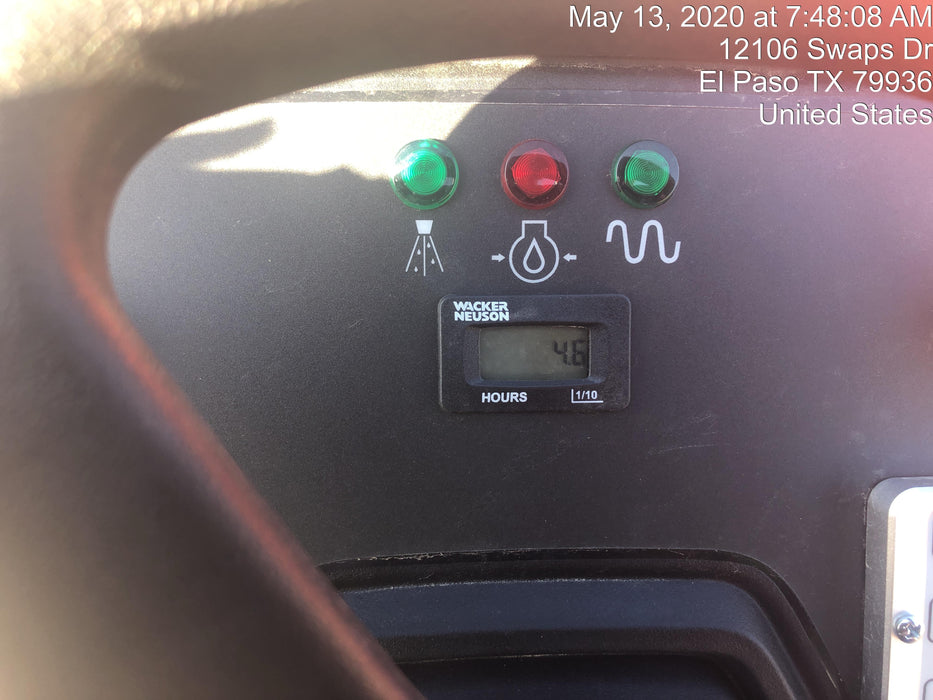 May 13, 2020 at 7:48:08 AM
12106 Swaps Dr
El Paso TX 79936
United States
WACKER
NEUSON
4.6
HOURS 1/10